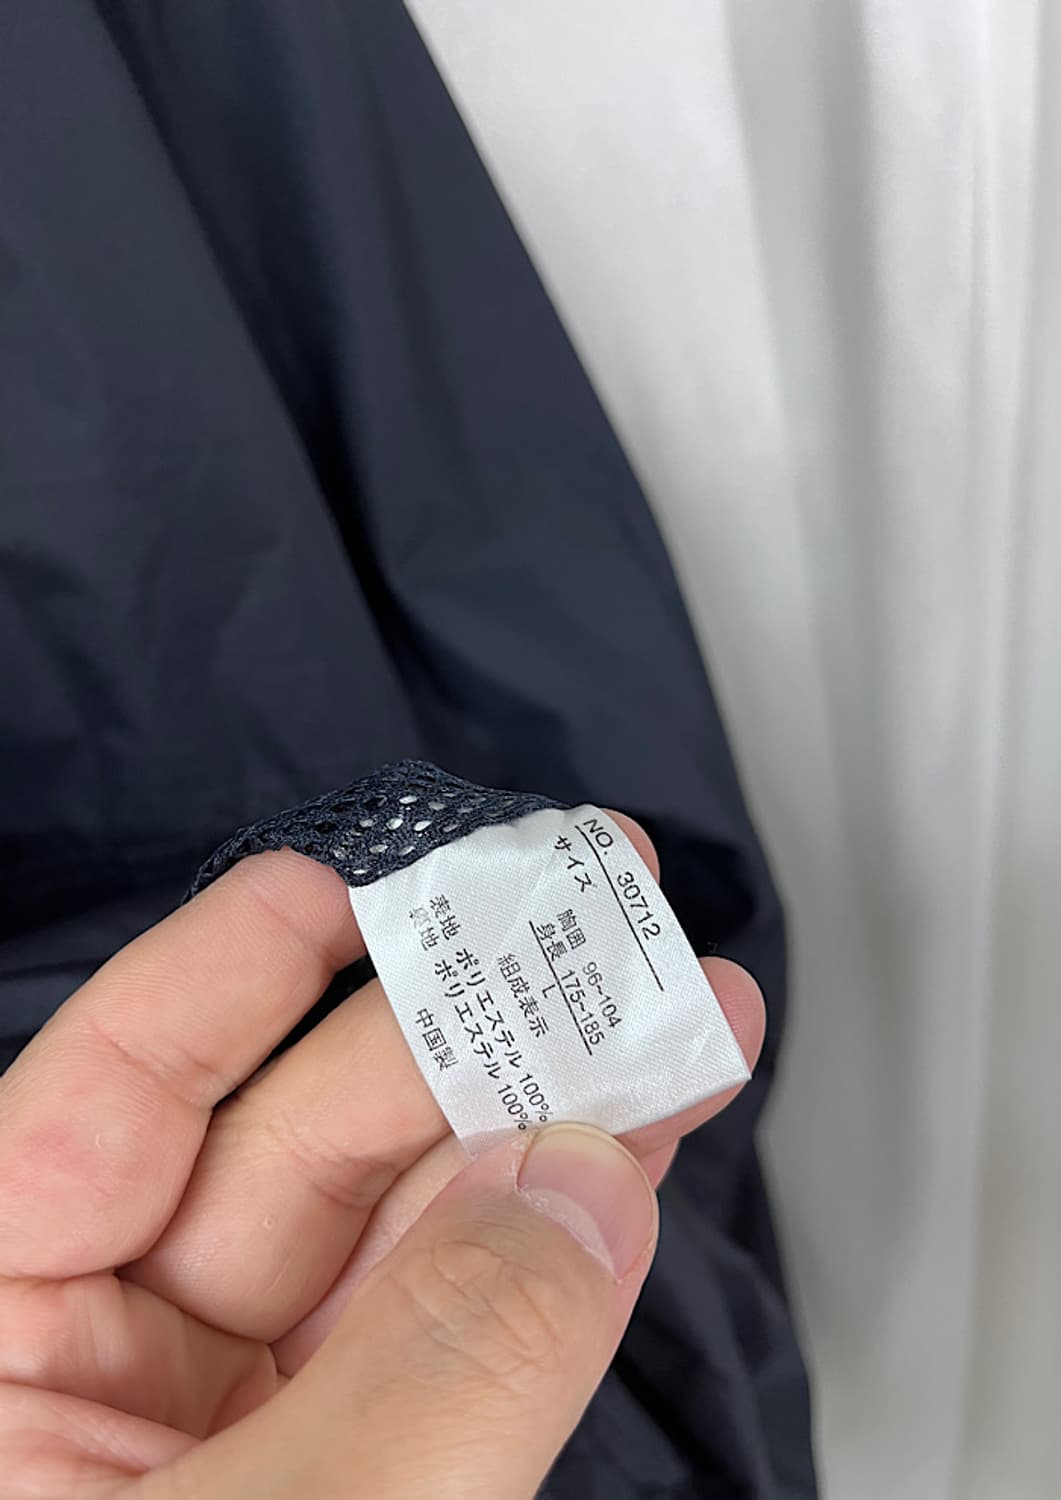 NO. 30712
サイズ
胸囲 96~104
身長 175~185
L
組成表示
表地 ポリエステル 100%
裏地 ポリエステル 100%
中国製